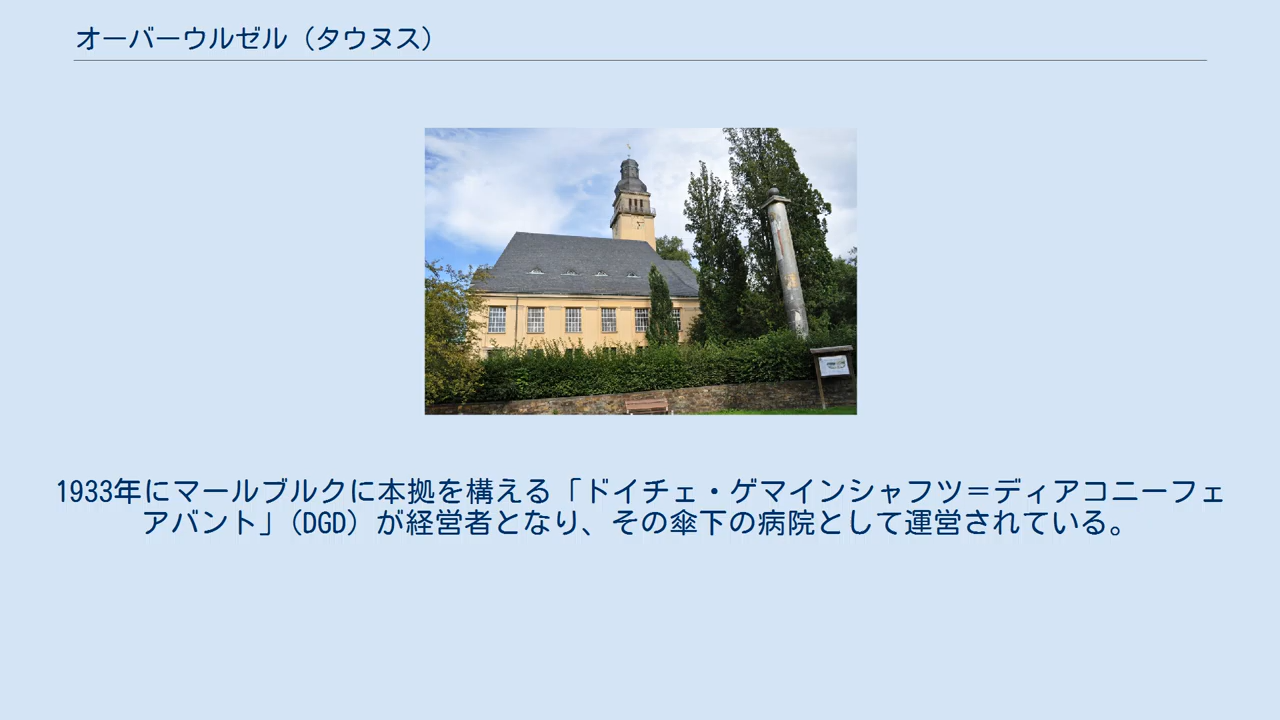 オーバーウルゼル（タウヌス）
1933年にマールブルクに本拠を構える「ドイチェ・ゲマインシャフツ＝ディアコニーフェ
アバント」（DGD）が経営者となり、その傘下の病院として運営されている。